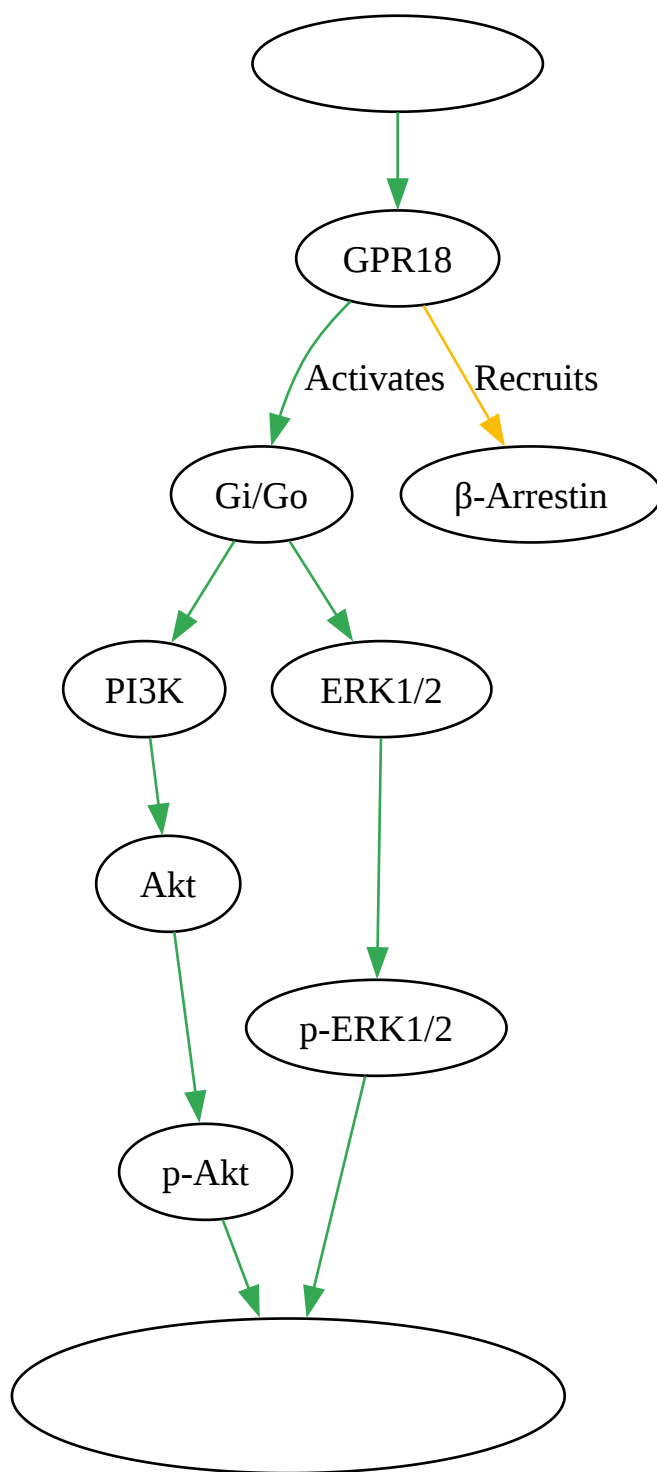 GPR18
Activates
Recruits
Gi/Go
β-Arrestin
PI3K
ERK1/2
Akt
p-ERK1/2
p-Akt